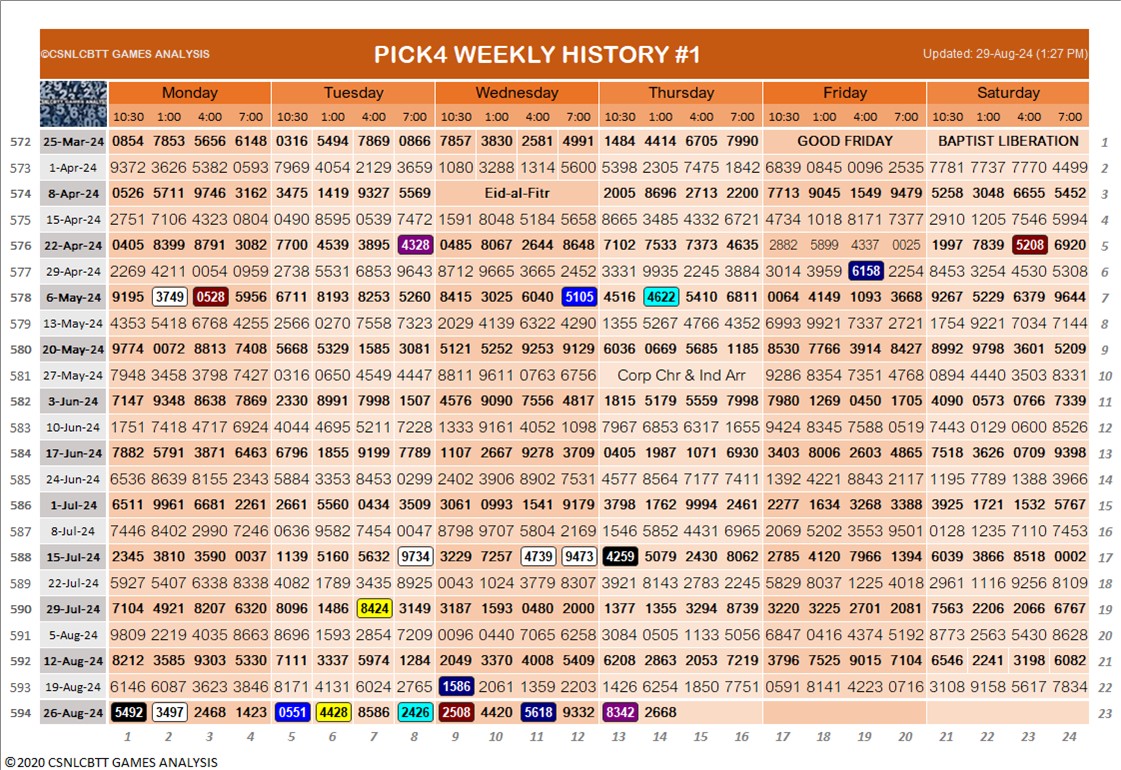 ©CSNLCBTT GAMES ANALYSIS PICK4 WEEKLY HISTORY #1 Updated: 29-Aug-24 (1:27 PM)
CSNLCBTT GAMES ANALYSIS Monday Tuesday Wednesday Thursday Friday Saturday
10:30 1:00 4:00 7:00 10:30 1:00 4:00 7:00 10:30 1:00 4:00 7:00 10:30 1:00 4:00 7:00 10:30 1:00 4:00 7:00 10:30 1:00 4:00 7:00
572 25-Mar-24 0854 7853 5656 6148 0316 5494 7869 0866 7857 3830 2581 4991 1484 4414 6705 7990 GOOD FRIDAY BAPTIST LIBERATION 1
573 1-Apr-24 9372 3626 5382 0593 7969 4054 2129 3659 1080 3288 1314 5600 5398 2305 7475 1842 6839 0845 0096 2535 7781 7737 7770 4499 2
574 8-Apr-24 0526 5711 9746 3162 3475 1419 9327 5569 Eid-al-Fitr 2005 8696 2713 2200 7713 9045 1549 9479 5258 3048 6655 5452 3
575 15-Apr-24 2751 7106 4323 0804 0490 8595 0539 7472 1591 8048 5184 5658 8665 3485 4332 6721 4734 1018 8171 7377 2910 1205 7546 5994 4
576 22-Apr-24 0405 8399 8791 3082 7700 4539 3895 4328 0485 8067 2644 8648 7102 7533 7373 4635 2882 5899 4337 0025 1997 7839 5208 6920 5
577 29-Apr-24 2269 4211 0054 0959 2738 5531 6853 9643 8712 9665 3665 2452 3331 9935 2245 3884 3014 3959 6158 2254 8453 3254 4530 5308 6
578 6-May-24 9195 3749 0528 5956 6711 8193 8253 5260 8415 3025 6040 5105 4516 4622 5410 6811 0064 4149 1093 3668 9267 5229 6379 9644 7
579 13-May-24 4353 5418 6768 4255 2566 0270 7558 7323 2029 4139 6322 4290 1355 5267 4766 4352 6993 9921 7337 2721 1754 9221 7034 7144 8
580 20-May-24 9774 0072 8813 7408 5668 5329 1585 3081 5121 5252 9253 9129 6036 0669 5685 1185 8530 7766 3914 8427 8992 9798 3601 5209 9
581 27-May-24 7948 3458 3798 7427 0316 0650 4549 4447 8811 9611 0763 6756 Corp Chr & Ind Arr 9286 8354 7351 4768 0894 4440 3503 8331 10
582 3-Jun-24 7147 9348 8638 7869 2330 8991 7998 1507 4576 9090 7556 4817 1815 5179 5559 7998 7980 1269 0450 1705 4090 0573 0766 7339 11
583 10-Jun-24 1751 7418 4717 6924 4044 4695 5211 7228 1333 9161 4052 1098 7967 6853 6317 1655 9424 8345 7588 0519 7443 0129 0600 8526 12
584 17-Jun-24 7882 5791 3871 6463 6796 1855 9199 7789 1107 2667 9278 3709 0405 1987 1071 6930 3403 8006 2603 4865 7518 3626 0709 9398 13
585 24-Jun-24 6536 8639 8155 2343 5884 3353 8453 0299 2402 3906 8902 7531 4577 8564 7177 7411 1392 4221 8843 2117 1195 7789 1388 3966 14
586 1-Jul-24 6511 9961 6681 2261 2661 5560 0434 3509 3061 0993 1541 9179 3798 1762 9994 2461 2277 1634 3268 3388 3925 1721 1532 5767 15
587 8-Jul-24 7446 8402 2990 7246 0636 9582 7454 0047 8798 9707 5804 2169 1546 5852 4431 6965 2069 5202 3553 9501 0128 1235 7110 7453 16
588 15-Jul-24 2345 3810 3590 0037 1139 5160 5632 9734 3229 7257 4739 9473 4259 5079 2430 8062 2785 4120 7966 1394 6039 3866 8518 0002 17
589 22-Jul-24 5927 5407 6338 8338 4082 1789 3435 8925 0043 1024 3779 8307 3921 8143 2783 2245 5829 8037 1225 4018 2961 1116 9256 8109 18
590 29-Jul-24 7104 4921 8207 6320 8096 1486 8424 3149 3187 1593 0480 2000 1377 1355 3294 8739 3220 3225 2701 2081 7563 2206 2066 6767 19
591 5-Aug-24 9809 2219 4035 8663 8696 1593 2854 7209 0096 0440 7065 6258 3084 0505 1133 5056 6847 0416 4374 5192 8773 2563 5430 8628 20
592 12-Aug-24 8212 3585 9303 5330 7111 3337 5974 1284 2049 3370 4008 5409 6208 2863 2053 7219 3796 7525 9015 7104 6546 2241 3198 6082 21
593 19-Aug-24 6146 6087 3623 3846 8171 4131 6024 2765 1586 2061 1359 2203 1426 6254 1850 7751 0591 8141 4223 0716 3108 9158 5617 7834 22
594 26-Aug-24 5492 3497 2468 1423 0551 4428 8586 2426 2508 4420 5618 9332 8342 2668 23
1 2 3 4 5 6 7 8 9 10 11 12 13 14 15 16 17 18 19 20 21 22 23 24
©2020 CSNLCBTT GAMES ANALYSIS